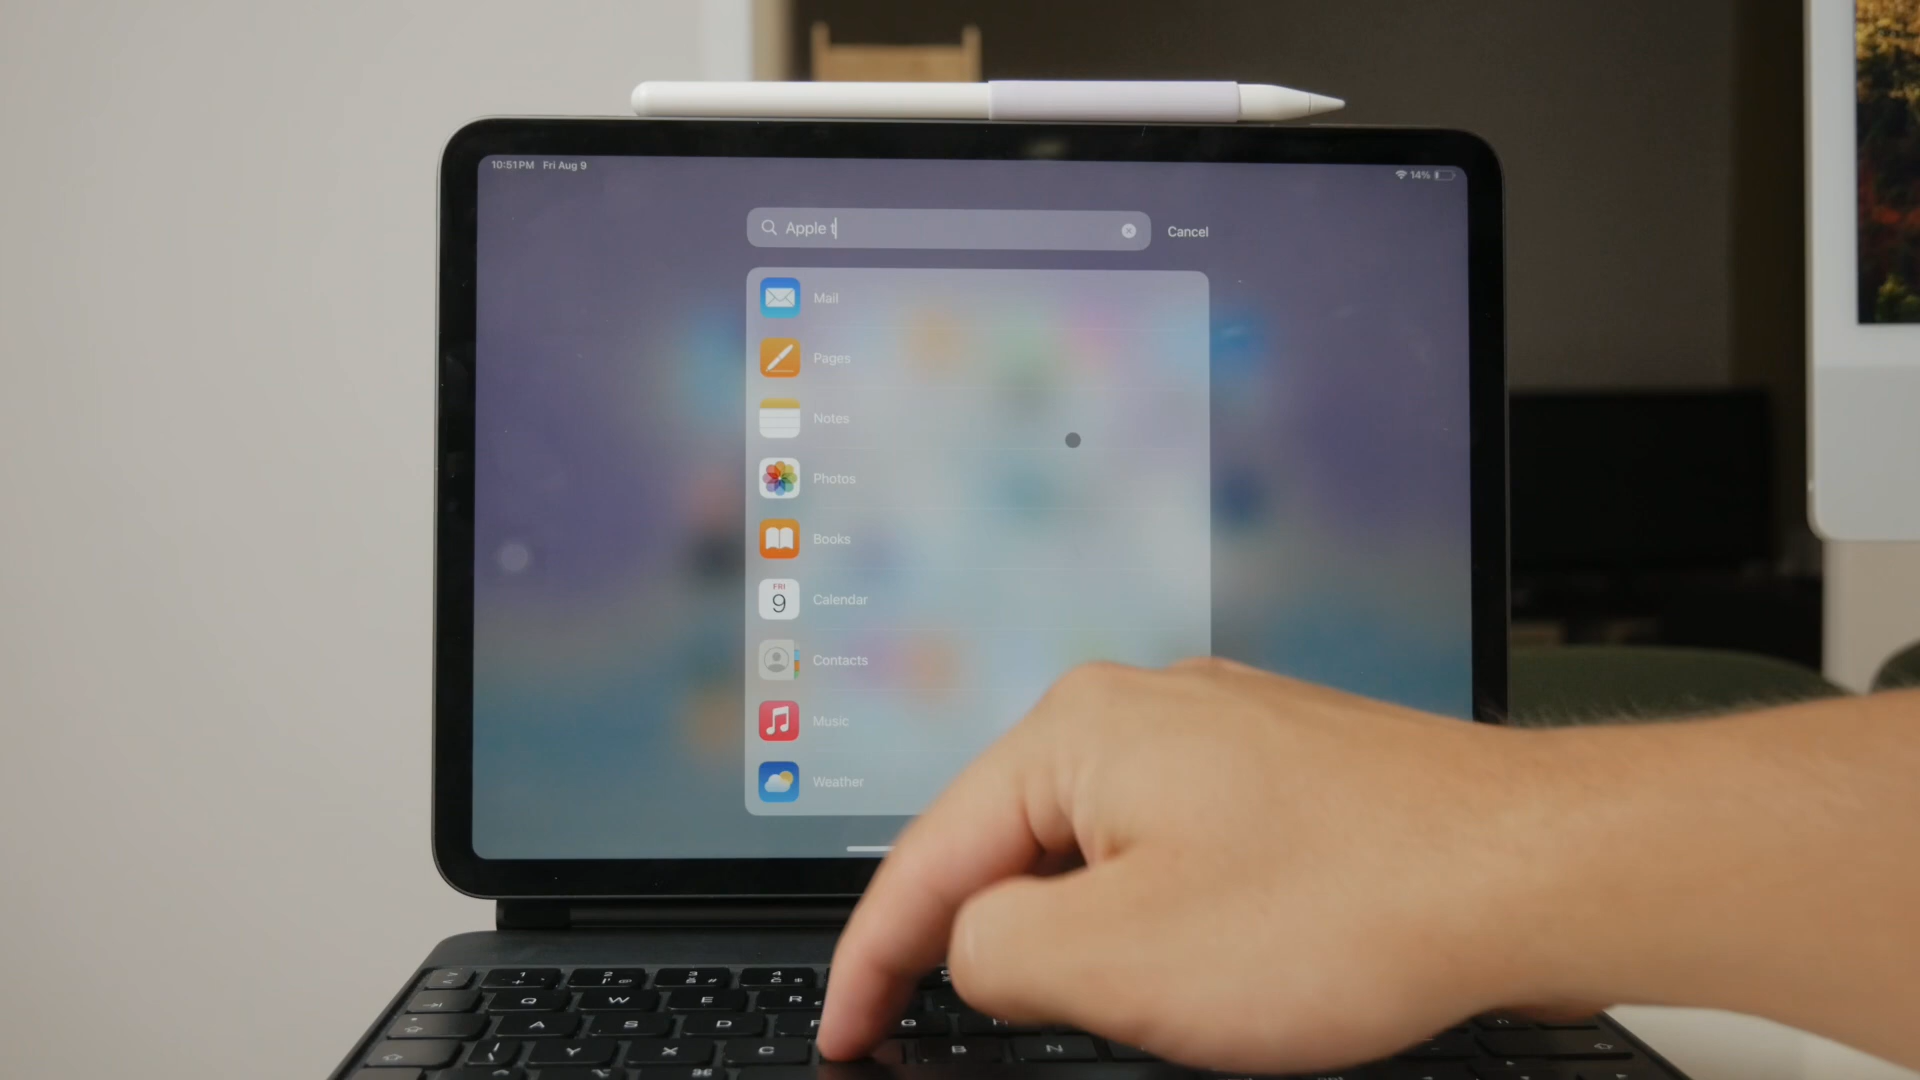 10:51 PM Fri Aug 9
14%
Apple t
Cancel
Mail
Pages
Notes
Photos
Books
FRI
9
Calendar
Contacts
Music
Weather
Q W E R
A S D F G H
Y X C B N